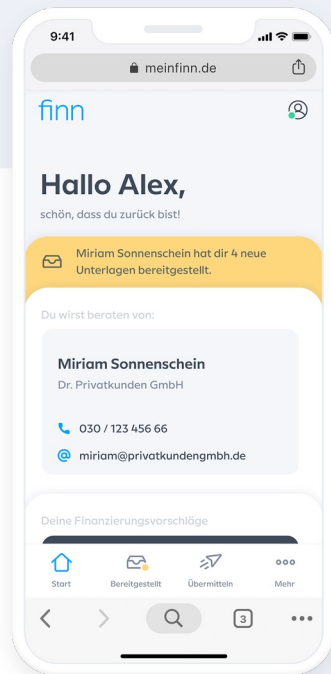 9:41
meinfinn.de
finn
Hallo Alex,
schön, dass du zurück bist!
Miriam Sonnenschein hat dir 4 neue
Unterlagen bereitgestellt.
Du wirst beraten von:
Miriam Sonnenschein
Dr. Privatkunden GmbH
030 / 123 456 66
@ miriam@privatkundengmbh.de
Deine Finanzierungsvorschläge
Start Bereitgestellt Übermitteln Mehr
3